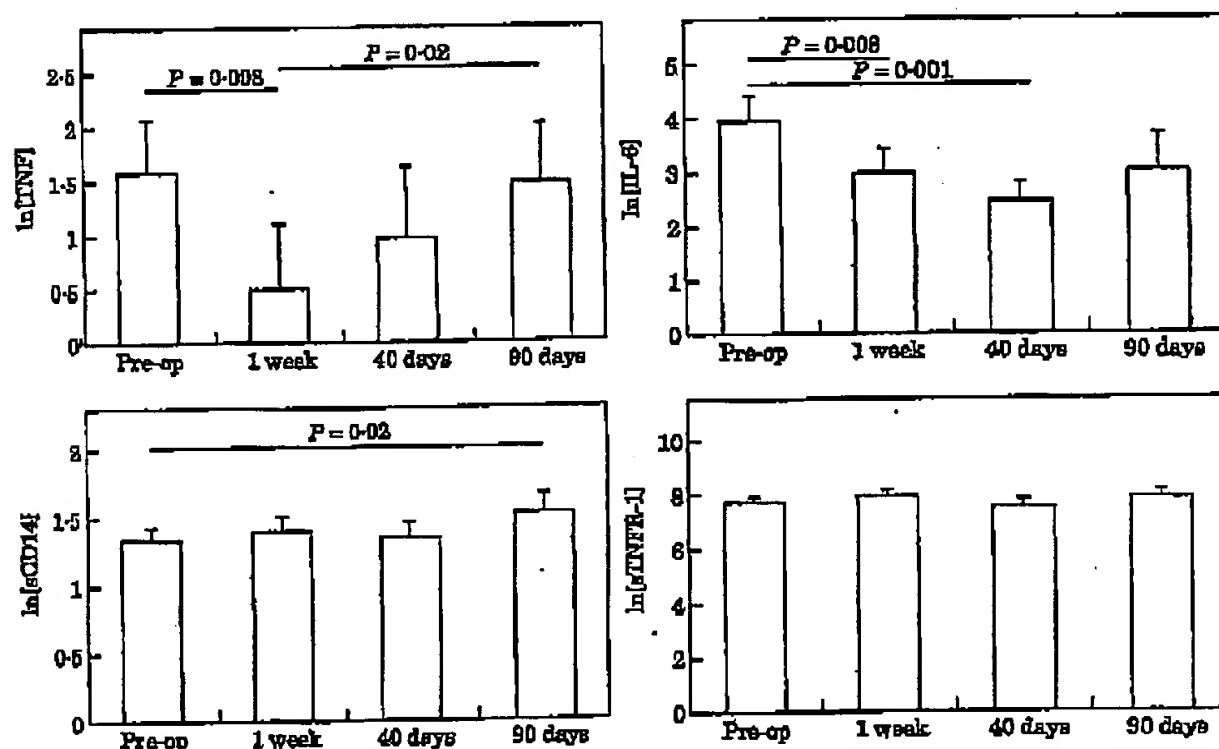 P = 0·008
P = 0·02
2·5
2
1·5
1
0·5
0
ln[TNF]
Pre-op 1 week 40 days 90 days
P = 0·008
P = 0·001
5
4
3
2
1
0
ln[IL-6]
Pre-op 1 week 40 days 90 days
P = 0·02
2
1·5
1
0·5
0
ln[sCD14]
Pre-op 1 week 40 days 90 days
10
8
6
4
2
0
ln[sTNFR-1]
Pre-op 1 week 40 days 90 days